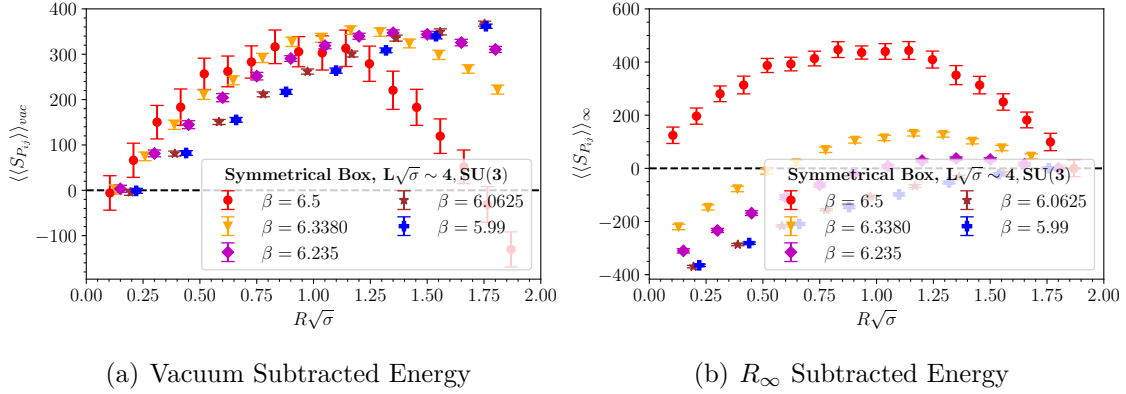 400
300
200
100
0
−100
⟨⟨S_{P_{ij}}⟩⟩_{vac}
Symmetrical Box, L√σ ∼ 4, SU(3)
β = 6.5
β = 6.3380
β = 6.235
β = 6.0625
β = 5.99
0.00 0.25 0.50 0.75 1.00 1.25 1.50 1.75 2.00
R√σ
(a) Vacuum Subtracted Energy
600
400
200
0
−200
−400
⟨⟨S_{P_{ij}}⟩⟩_∞
Symmetrical Box, L√σ ∼ 4, SU(3)
β = 6.5
β = 6.3380
β = 6.235
β = 6.0625
β = 5.99
0.00 0.25 0.50 0.75 1.00 1.25 1.50 1.75 2.00
R√σ
(b) R_∞ Subtracted Energy